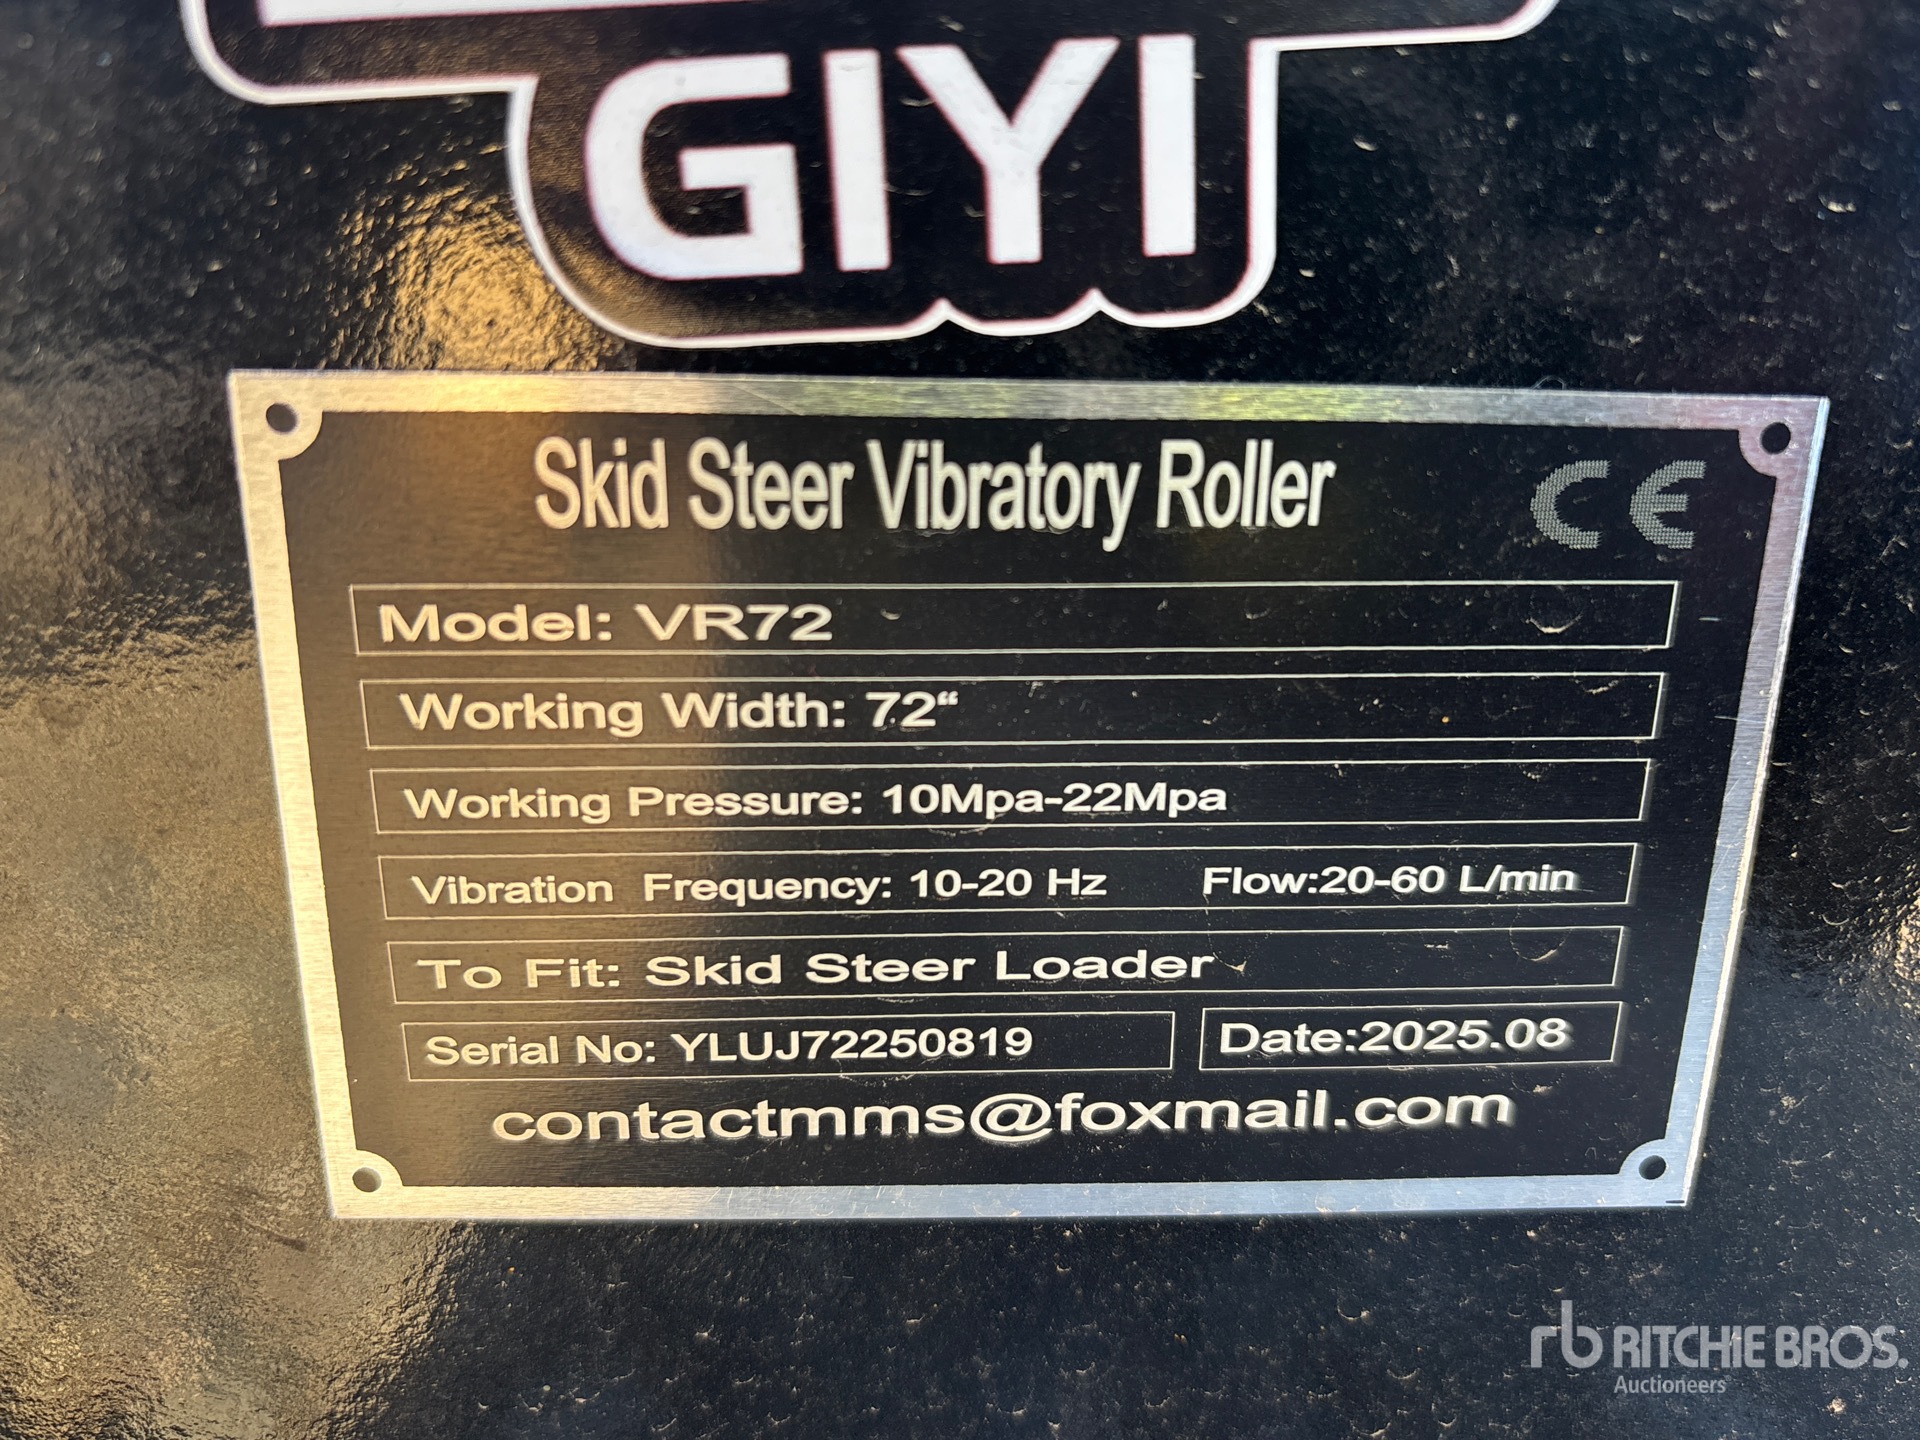 GIYI
Skid Steer Vibratory Roller CE
Model: VR72
Working Width: 72“
Working Pressure: 10Mpa-22Mpa
Vibration Frequency: 10-20 Hz Flow:20-60 L/min
To Fit: Skid Steer Loader
Serial No: YLUJ72250819 Date:2025.08
contactmms@foxmail.com
rb RITCHIE BROS.
Auctioneers